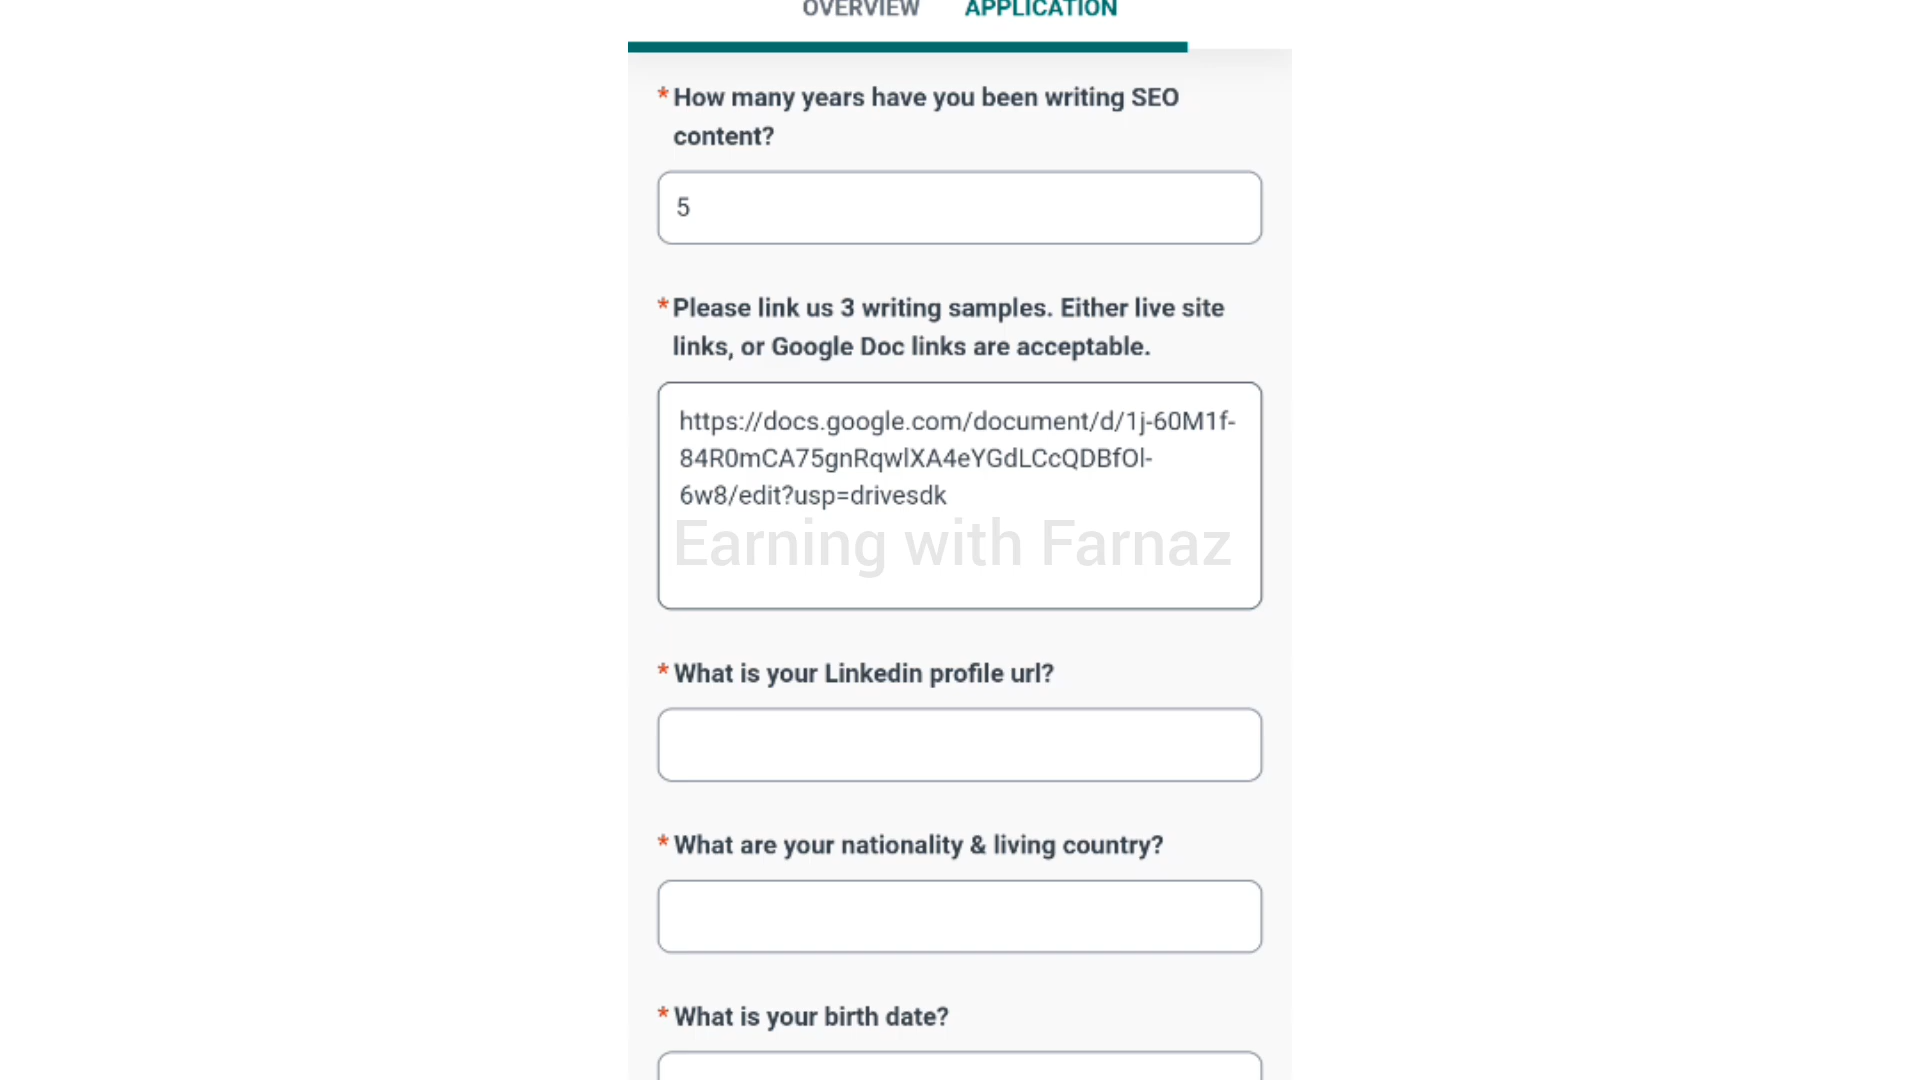 OVERVIEW APPLICATION
* How many years have you been writing SEO
content?
5
* Please link us 3 writing samples. Either live site
links, or Google Doc links are acceptable.
https://docs.google.com/document/d/1j-60M1f-
84R0mCA75gnRqwlXA4eYGdLCcQDBfOl-
6w8/edit?usp=drivesdk
Earning with Farnaz
* What is your Linkedin profile url?
* What are your nationality & living country?
* What is your birth date?